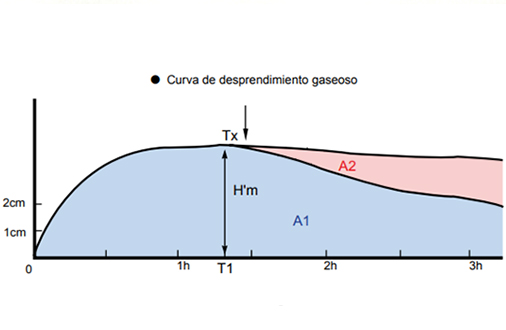 ● Curva de desprendimiento gaseoso
Tx
A2
H'm
2cm
A1
1cm
0
1h
T1
2h
3h